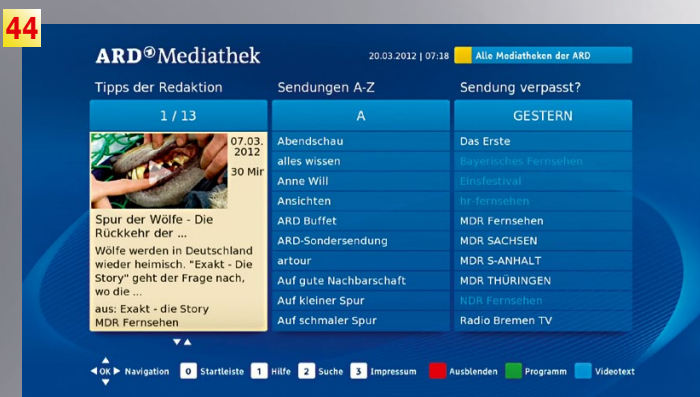 44
ARD Mediathek
20.03.2012 | 07:18
Alle Mediatheken der ARD
Tipps der Redaktion
Sendungen A-Z
Sendung verpasst?
1 / 13
A
GESTERN
07.03.
2012
30 Min
Spur der Wölfe - Die
Rückkehr der ...
Wölfe werden in Deutschland
wieder heimisch. "Exakt - Die
Story" geht der Frage nach,
wo die ...
aus: Exakt - die Story
MDR Fernsehen
Abendschau
alles wissen
Anne Will
Ansichten
ARD Buffet
ARD-Sondersendung
artour
Auf gute Nachbarschaft
Auf kleiner Spur
Auf schmaler Spur
Das Erste
Bayerisches Fernsehen
Einsfestival
hr-fernsehen
MDR Fernsehen
MDR SACHSEN
MDR S-ANHALT
MDR THÜRINGEN
NDR Fernsehen
Radio Bremen TV
OK Navigation 0 Startleiste 1 Hilfe 2 Suche 3 Impressum Ausblenden Programm Videotext